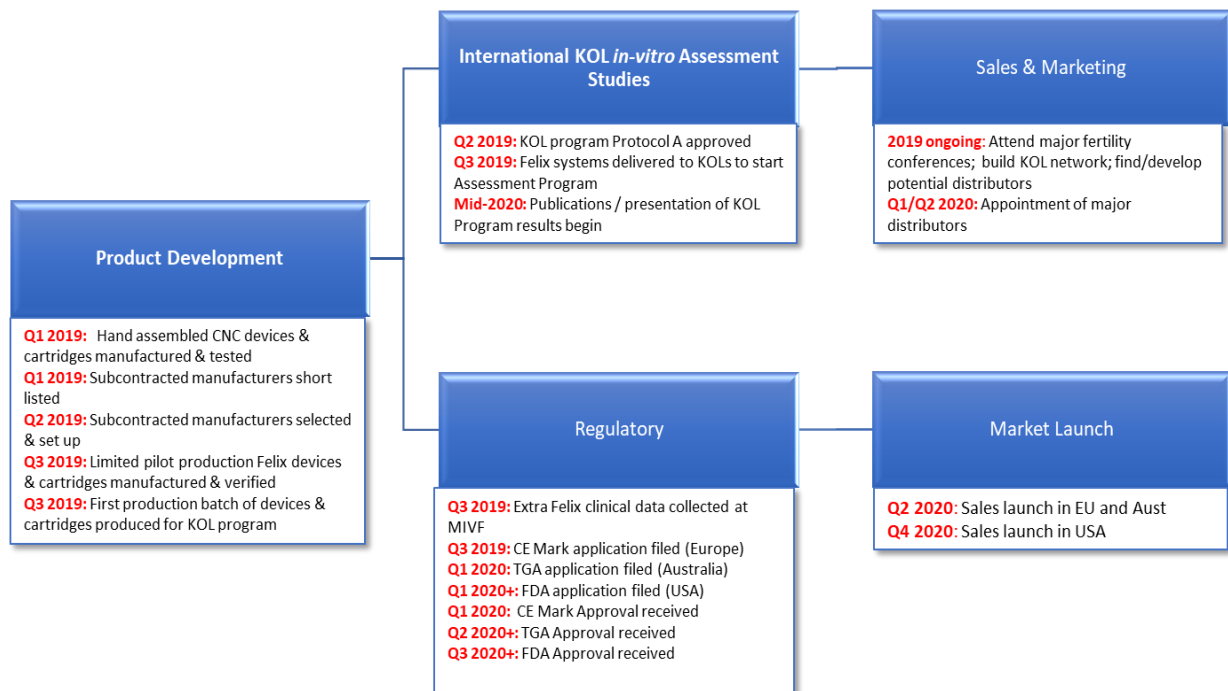 Product Development
Q1 2019: Hand assembled CNC devices &
cartridges manufactured & tested
Q1 2019: Subcontracted manufacturers short
listed
Q2 2019: Subcontracted manufacturers selected
& set up
Q3 2019: Limited pilot production Felix devices
& cartridges manufactured & verified
Q3 2019: First production batch of devices &
cartridges produced for KOL program
International KOL in-vitro Assessment
Studies
Q2 2019: KOL program Protocol A approved
Q3 2019: Felix systems delivered to KOLs to start
Assessment Program
Mid-2020: Publications / presentation of KOL
Program results begin
Sales & Marketing
2019 ongoing: Attend major fertility
conferences; build KOL network; find/develop
potential distributors
Q1/Q2 2020: Appointment of major
distributors
Regulatory
Q3 2019: Extra Felix clinical data collected at
MIVF
Q3 2019: CE Mark application filed (Europe)
Q1 2020: TGA application filed (Australia)
Q1 2020+: FDA application filed (USA)
Q1 2020: CE Mark Approval received
Q2 2020+: TGA Approval received
Q3 2020+: FDA Approval received
Market Launch
Q2 2020: Sales launch in EU and Aust
Q4 2020: Sales launch in USA